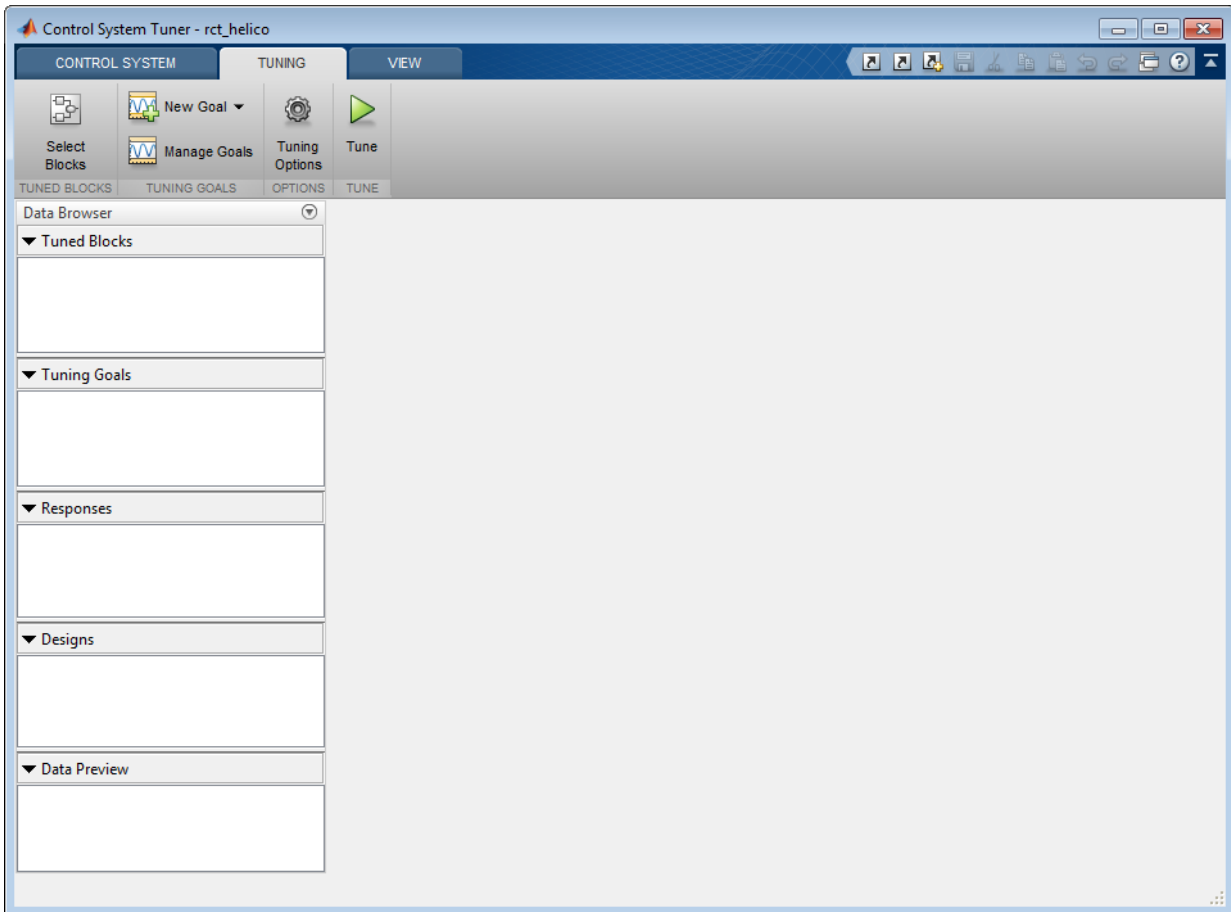 Control System Tuner - rct_helico
CONTROL SYSTEM TUNING VIEW
New Goal
Select Blocks
Manage Goals
Tuning Options
Tune
TUNED BLOCKS TUNING GOALS OPTIONS TUNE
Data Browser
Tuned Blocks
Tuning Goals
Responses
Designs
Data Preview